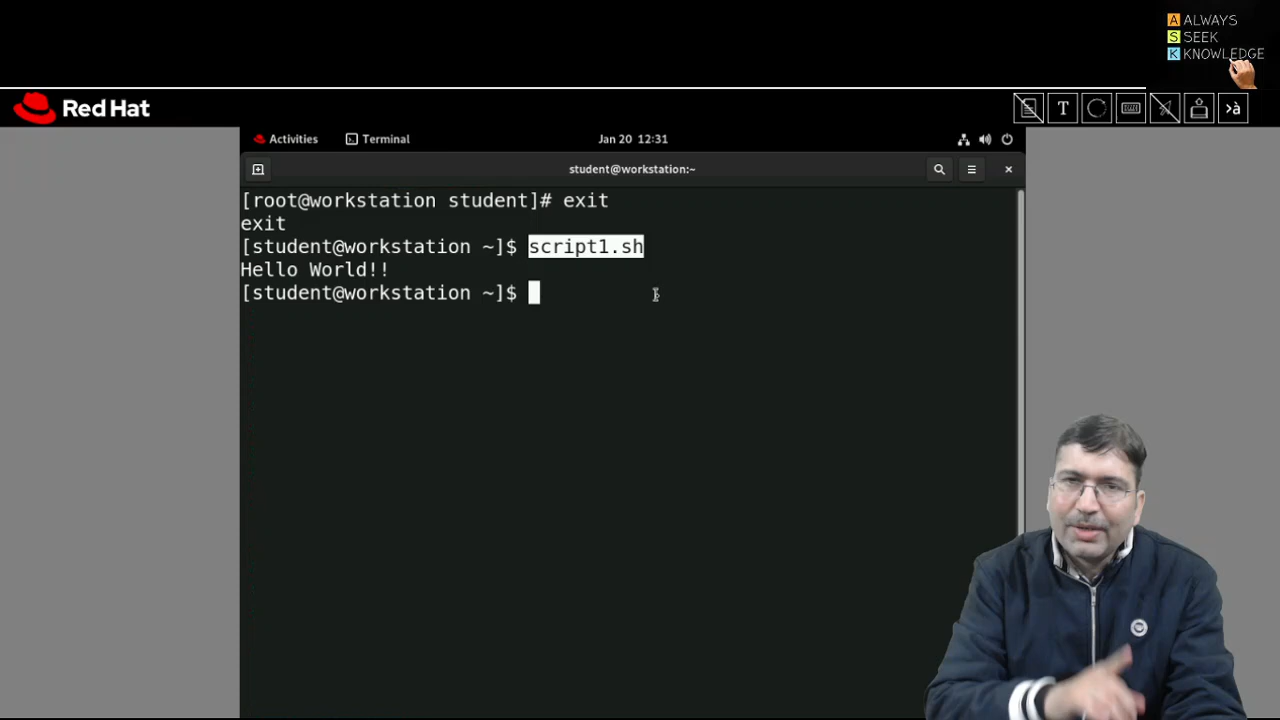 A ALWAYS
S SEEK
K KNOWLEDGE
Red Hat
T
›à
Activities
Terminal
Jan 20 12:31
student@workstation:~
[root@workstation student]# exit
exit
[student@workstation ~]$ script1.sh
Hello World!!
[student@workstation ~]$